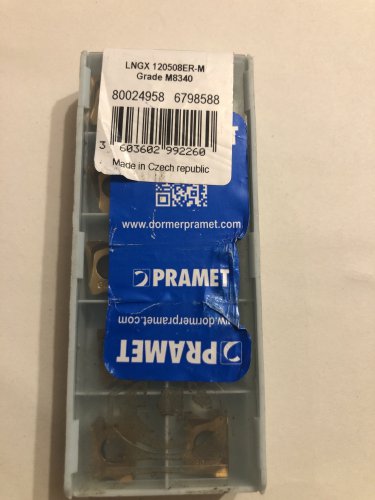 LNGX 120508ER-M
Grade M8340
80024958 6798588
3 603602 992260
Made in Czech republic
www.dormerpramet.com
PRAMET
PRAMET
w.dormerpramet.com